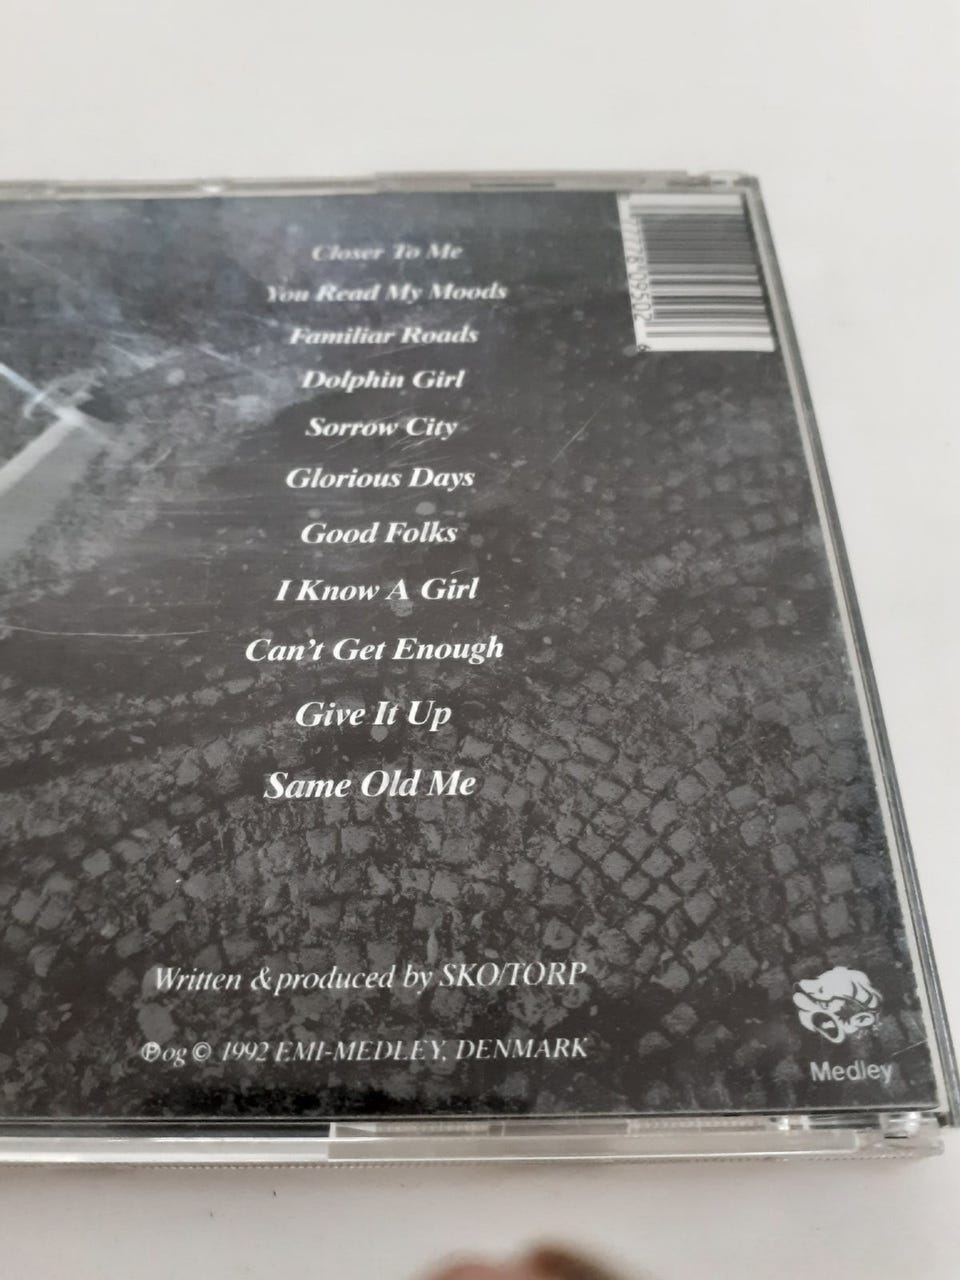 Closer To Me
You Read My Moods
Familiar Roads
Dolphin Girl
Sorrow City
Glorious Days
Good Folks
I Know A Girl
Can't Get Enough
Give It Up
Same Old Me
Written & produced by SKO/TORP
℗ og © 1992 EMI-MEDLEY, DENMARK
Medley